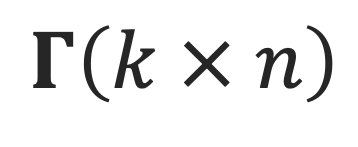 𝚪(𝑘 × 𝑛)